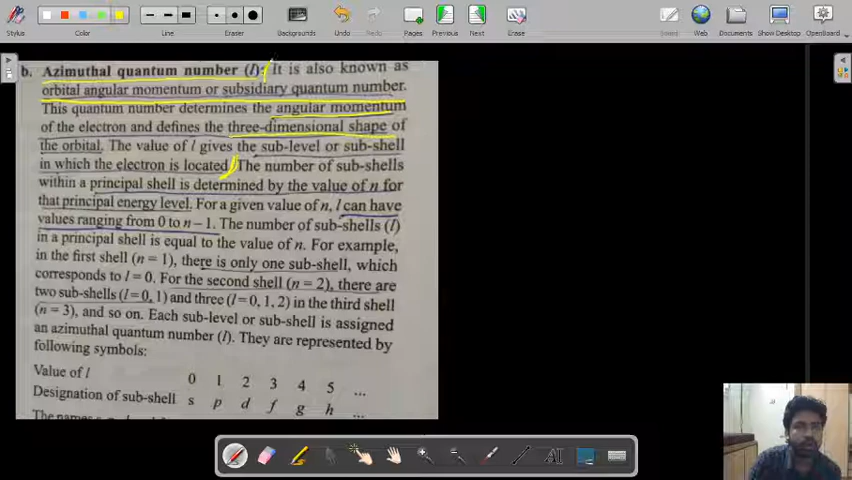 Color
Line
Eraser
Backgrounds
Undo
Redo
Pages
Previous
Next
Erase
Board
Web
Documents
Show Desktop
OpenBoard
b. Azimuthal quantum number (l): It is also known as
orbital angular momentum or subsidiary quantum number.
This quantum number determines the angular momentum
of the electron and defines the three-dimensional shape of
the orbital. The value of l gives the sub-level or sub-shell
in which the electron is located. The number of sub-shells
within a principal shell is determined by the value of n for
that principal energy level. For a given value of n, l can have
values ranging from 0 to n – 1. The number of sub-shells (l)
in a principal shell is equal to the value of n. For example,
in the first shell (n = 1), there is only one sub-shell, which
corresponds to l = 0. For the second shell (n = 2), there are
two sub-shells (l = 0, 1) and three (l = 0, 1, 2) in the third shell
(n = 3), and so on. Each sub-level or sub-shell is assigned
an azimuthal quantum number (l). They are represented by
following symbols:
Value of l 0 1 2 3 4 5 ...
Designation of sub-shell s p d f g h ...
The names